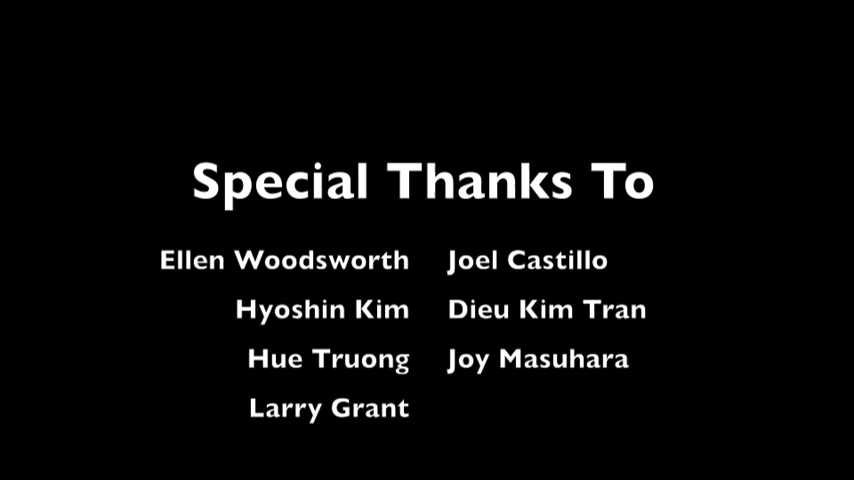 Special Thanks To
Ellen Woodsworth Joel Castillo
Hyoshin Kim Dieu Kim Tran
Hue Truong Joy Masuhara
Larry Grant